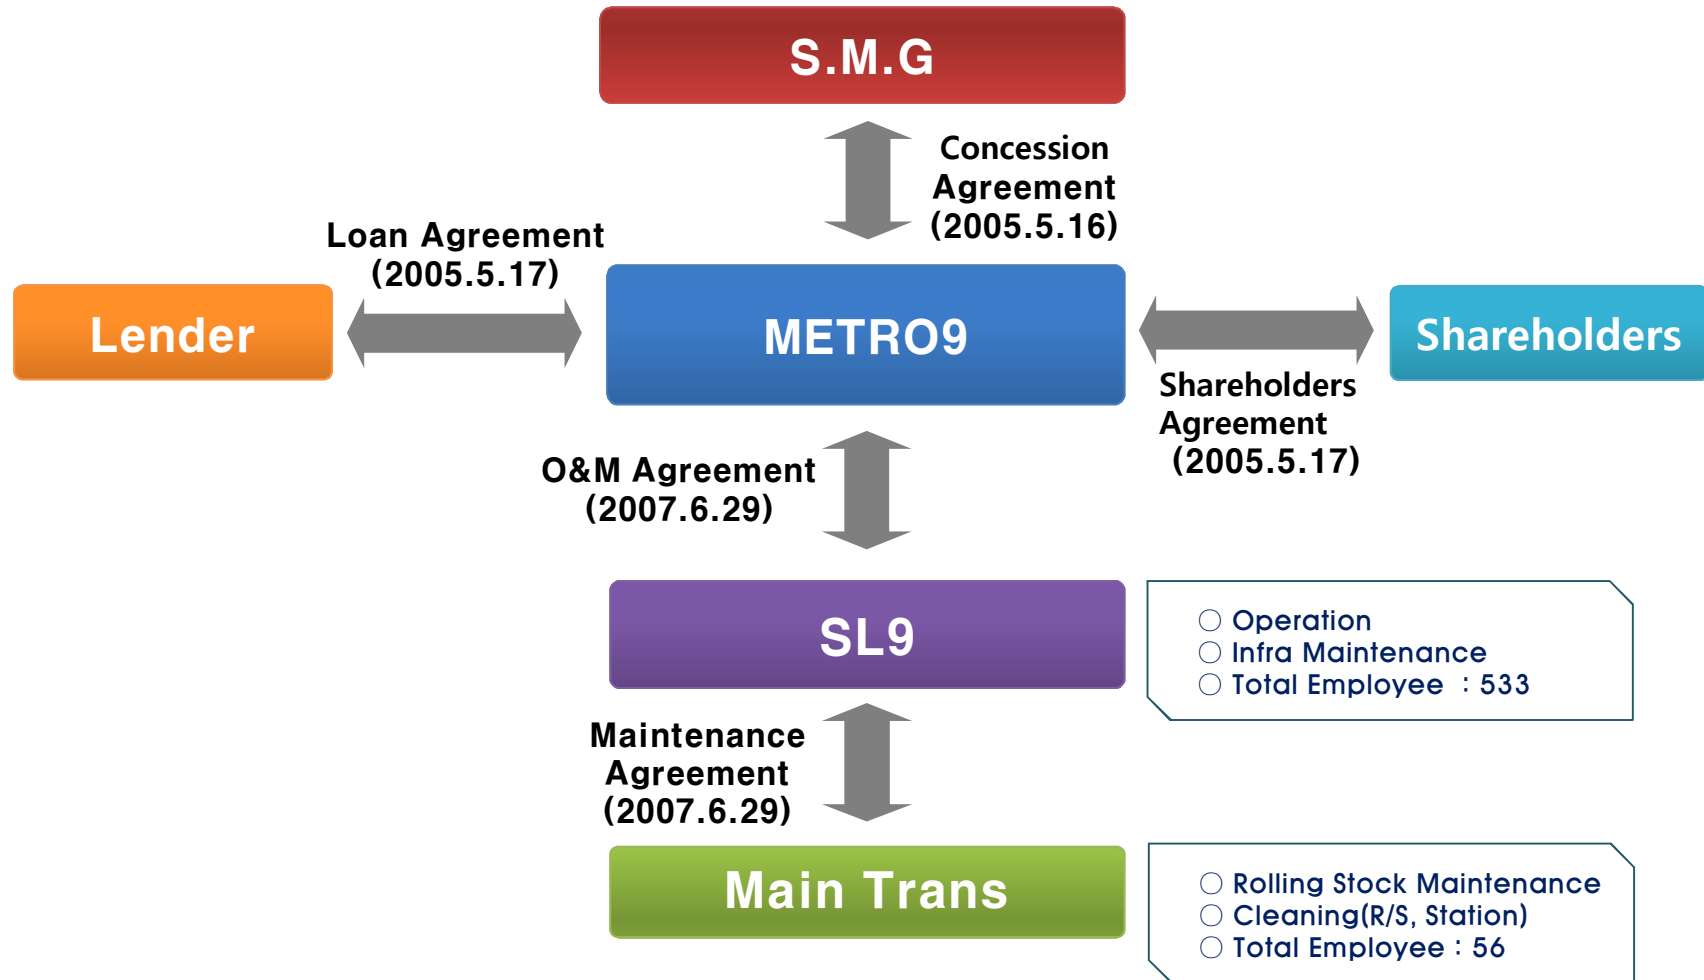 S.M.G
Concession
Agreement
(2005.5.16)
Loan Agreement
(2005.5.17)
Lender
METRO9
Shareholders
Shareholders
Agreement
(2005.5.17)
O&M Agreement
(2007.6.29)
SL9
○ Operation
○ Infra Maintenance
○ Total Employee : 533
Maintenance
Agreement
(2007.6.29)
Main Trans
○ Rolling Stock Maintenance
○ Cleaning(R/S, Station)
○ Total Employee : 56